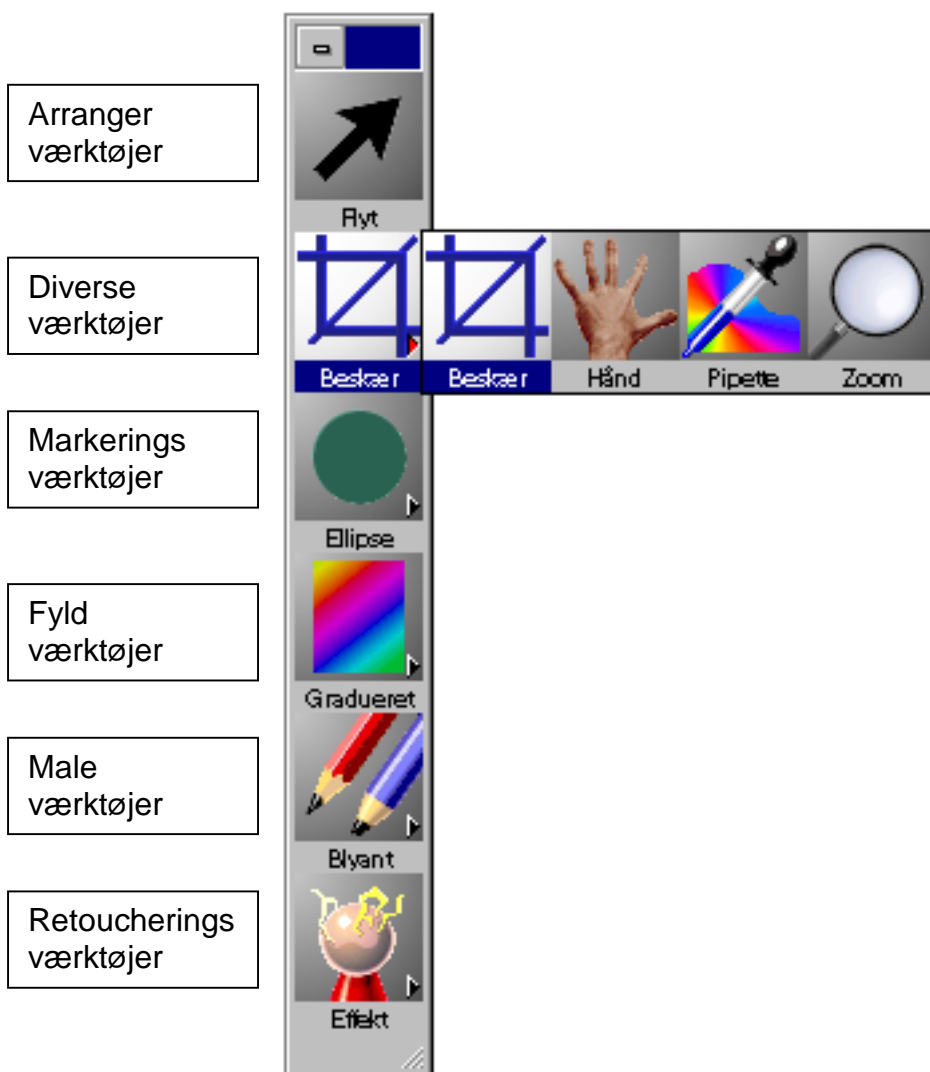 Arranger
værktøjer
Flyt
Diverse
værktøjer
Beskær Beskær Hånd Pipette Zoom
Markerings
værktøjer
Ellipse
Fyld
værktøjer
Gradueret
Male
værktøjer
Blyant
Retoucherings
værktøjer
Effekt